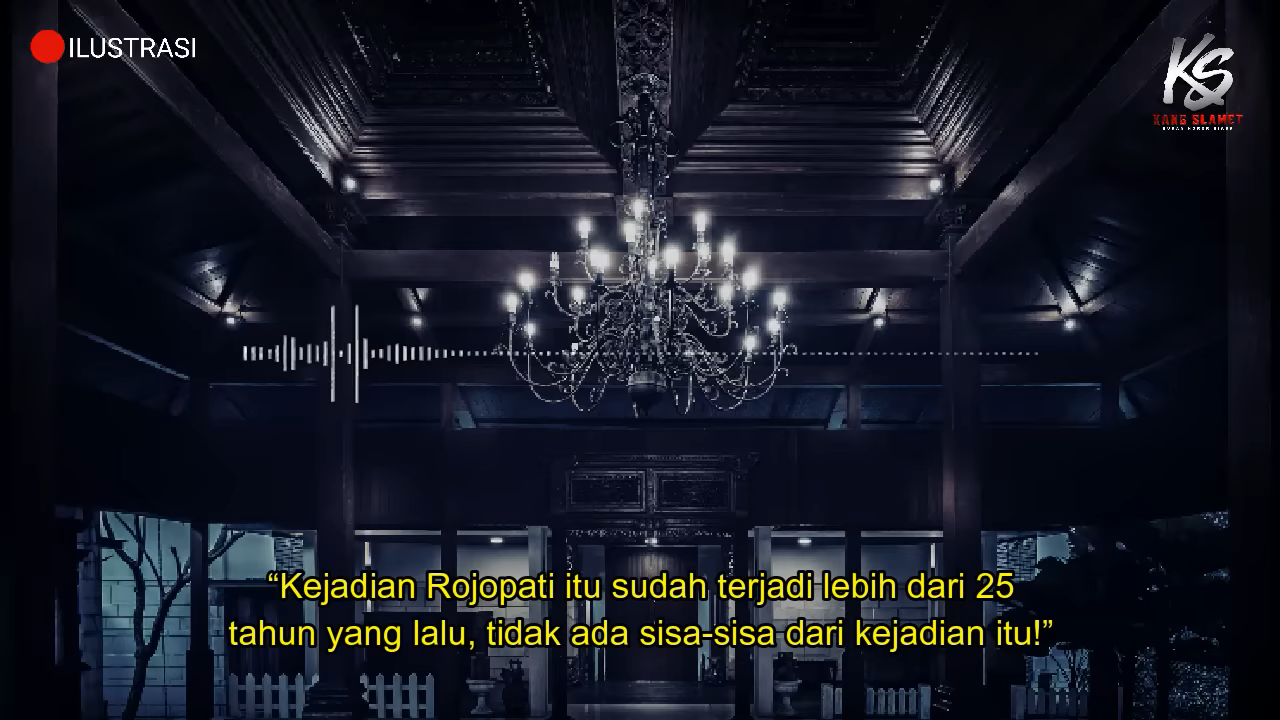 ILUSTRASI
KS
KANG SLAMET
“Kejadian Rojopati itu sudah terjadi lebih dari 25
tahun yang lalu, tidak ada sisa-sisa dari kejadian itu!”